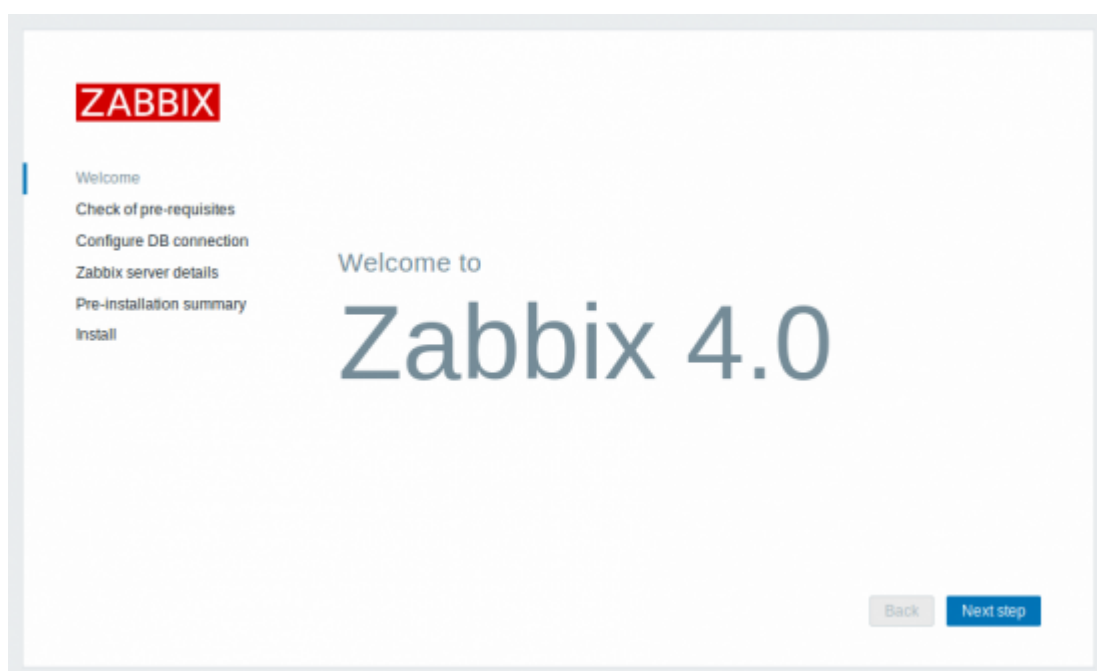 ZABBIX
Welcome
Check of pre-requisites
Configure DB connection
Zabbix server details
Pre-installation summary
Install
Welcome to
Zabbix 4.0
Back
Next step